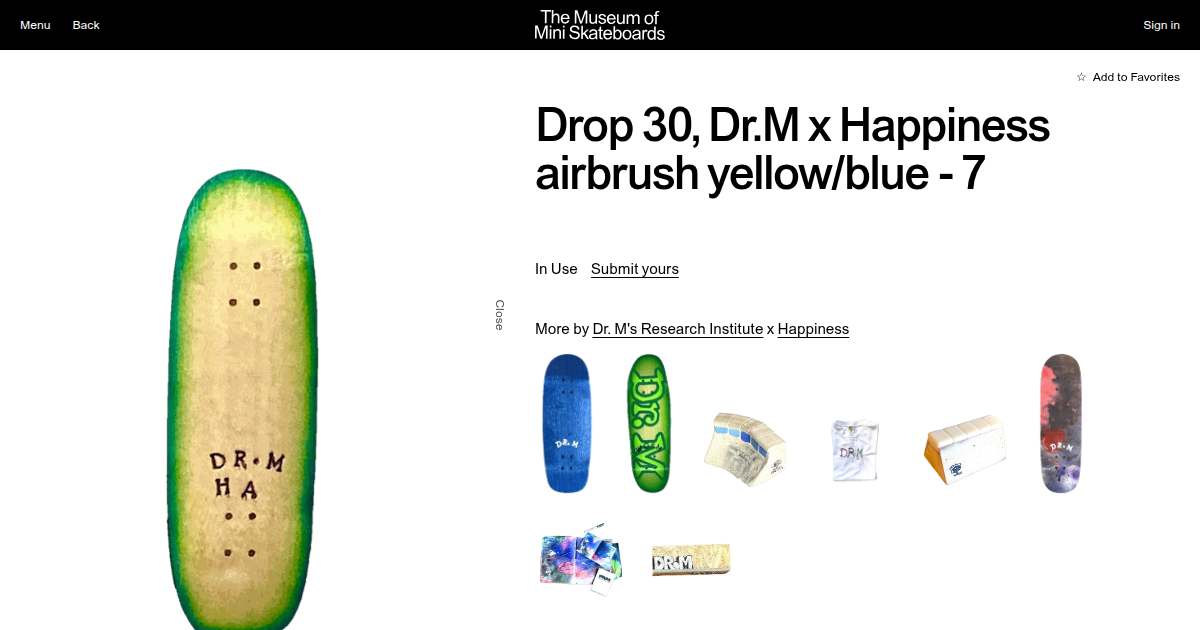 Menu
Back
The Museum of
Mini Skateboards
Sign in
☆ Add to Favorites
Drop 30, Dr.M x Happiness
airbrush yellow/blue - 7
DR•M
HA
Close
In Use
Submit yours
More by Dr. M's Research Institute x Happiness
DR•M
Dr. M
DR•M
DR•M
DR•M